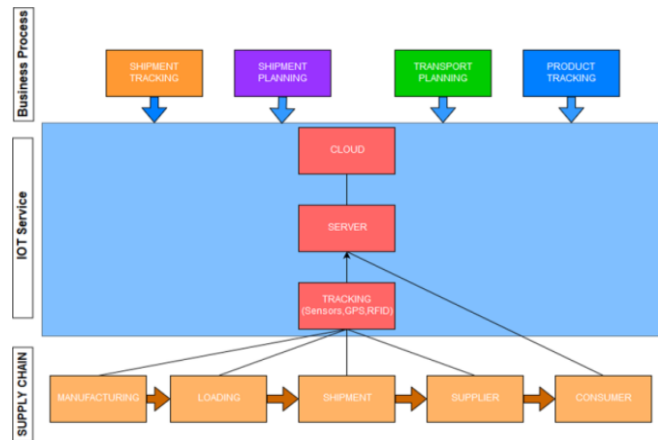 Business Process
SHIPMENT
TRACKING
SHIPMENT
PLANNING
TRANSPORT
PLANNING
PRODUCT
TRACKING
IOT Service
CLOUD
SERVER
TRACKING
(Sensors,GPS,RFID)
SUPPLY CHAIN
MANUFACTURING
LOADING
SHIPMENT
SUPPLIER
CONSUMER